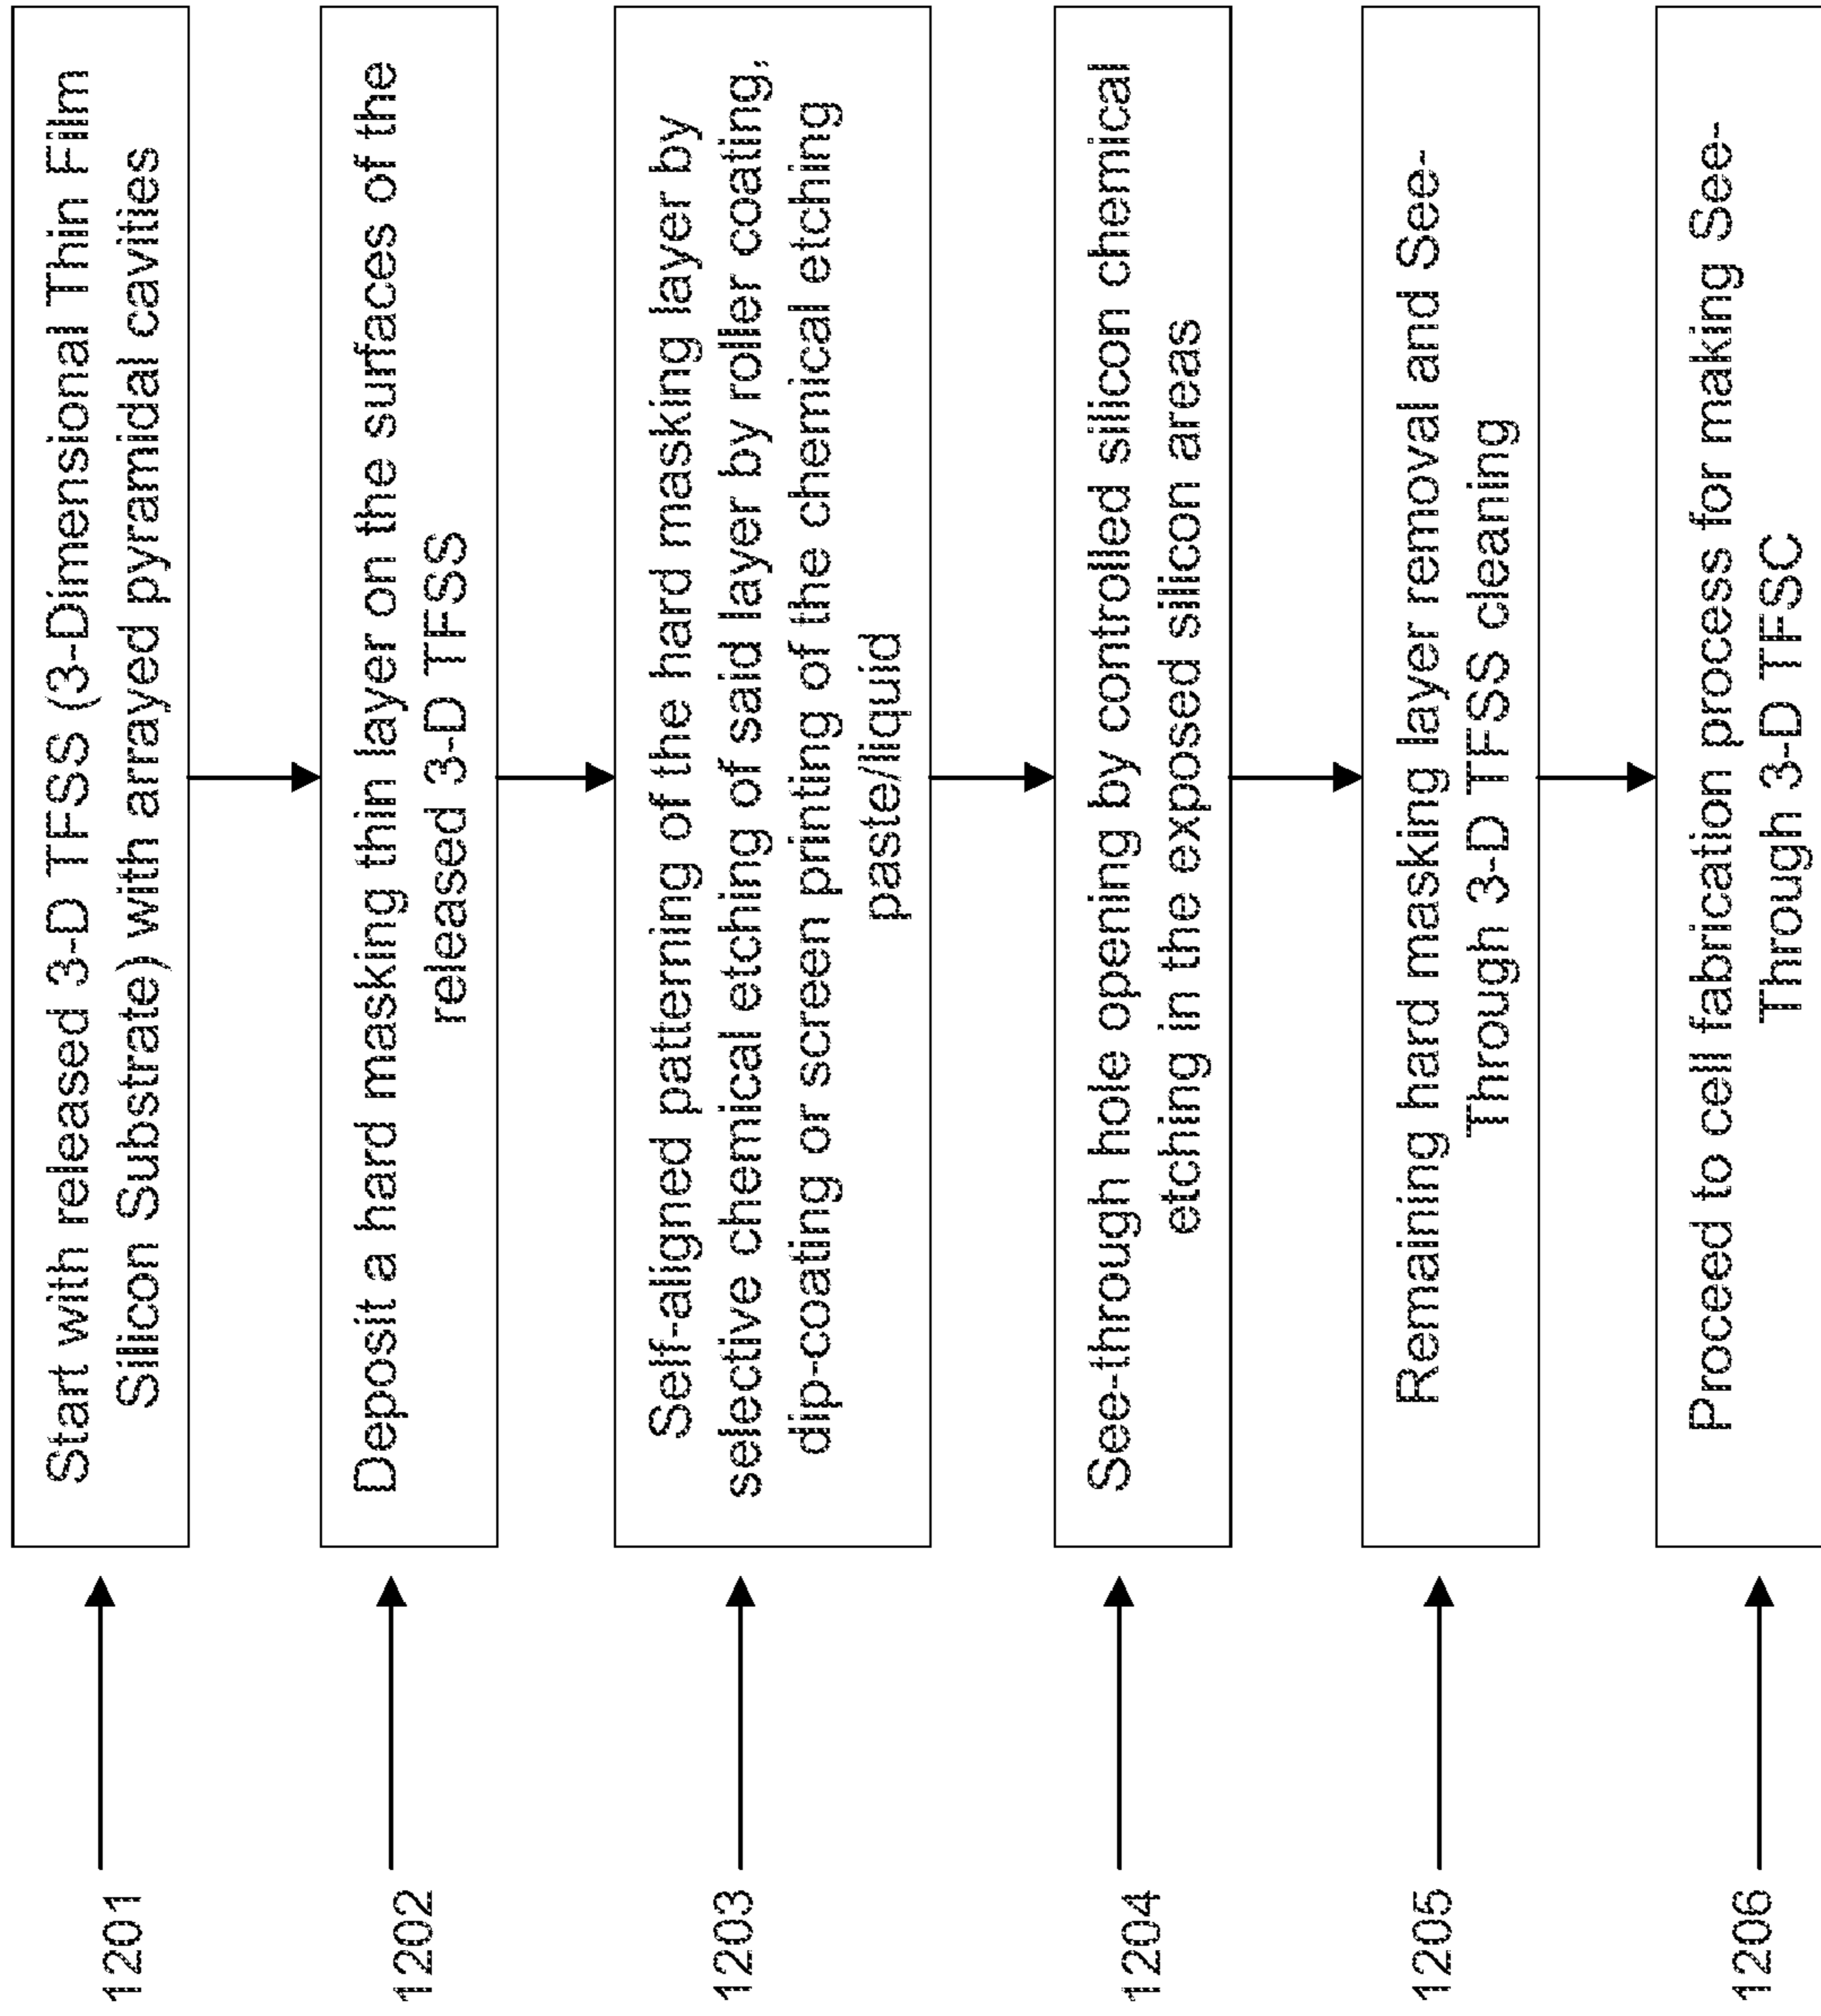 1201
Start with released 3-D TFSS (3-Dimensional Thin Film
Silicon Substrate) with arrayed pyramidal cavities
1202
Deposit a hard masking thin layer on the surfaces of the
released 3-D TFSS
1203
Self-aligned patterning of the hard masking layer by
selective chemical etching of said layer by roller coating,
dip-coating or screen printing of the chemical etching
paste/liquid
1204
See-through hole opening by controlled silicon chemical
etching in the exposed silicon areas
1205
Remaining hard masking layer removal and See-
Through 3-D TFSS cleaning
1206
Proceed to cell fabrication process for making See-
Through 3-D TFSC